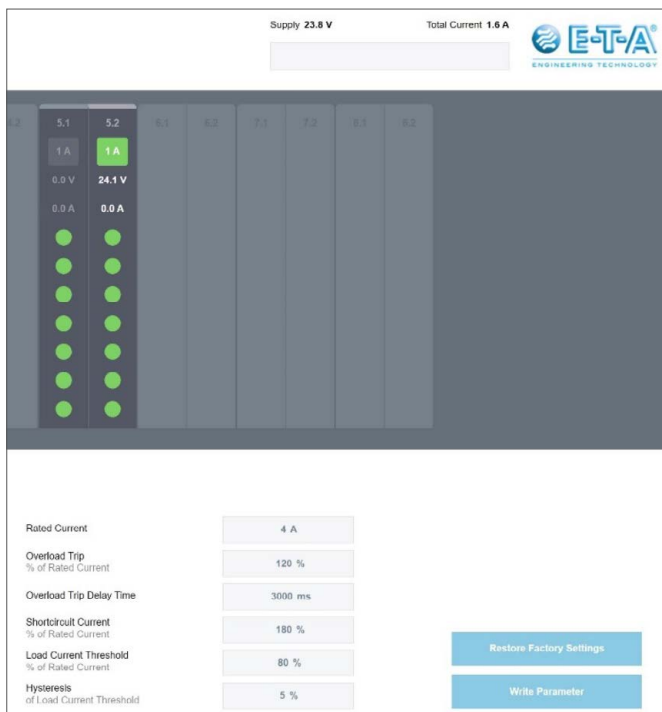 Supply 23.8 V Total Current 1.6 A
E-T-A®
ENGINEERING TECHNOLOGY
5.1 5.2 6.1 6.2 7.1 7.2 8.1 8.2
1 A 1 A
0.0 V 24.1 V
0.0 A 0.0 A
Rated Current 4 A
Overload Trip
% of Rated Current 120 %
Overload Trip Delay Time 3000 ms
Shortcircuit Current
% of Rated Current 180 %
Restore Factory Settings
Load Current Threshold
% of Rated Current 80 %
Hysteresis
of Load Current Threshold 5 %
Write Parameter